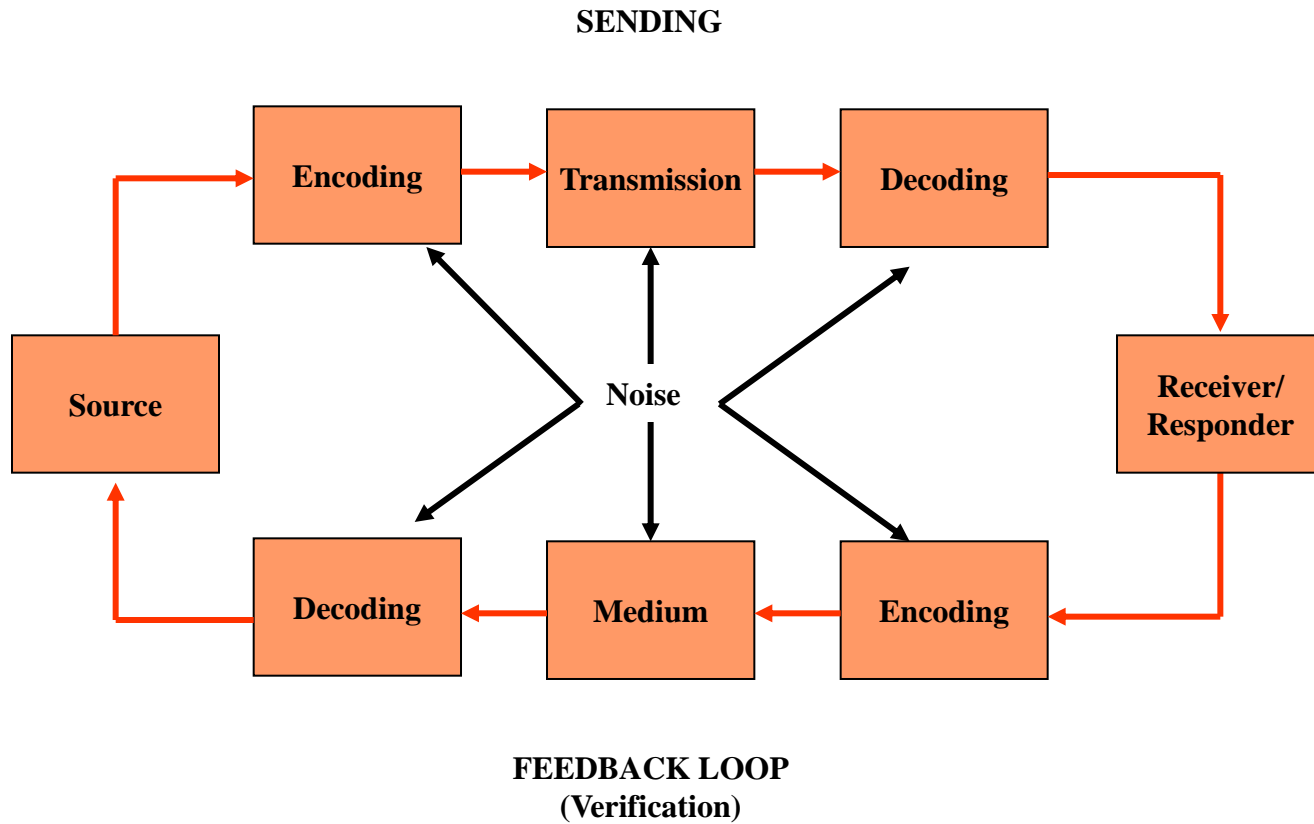 SENDING
Encoding
Transmission
Decoding
Source
Noise
Receiver/
Responder
Decoding
Medium
Encoding
FEEDBACK LOOP
(Verification)